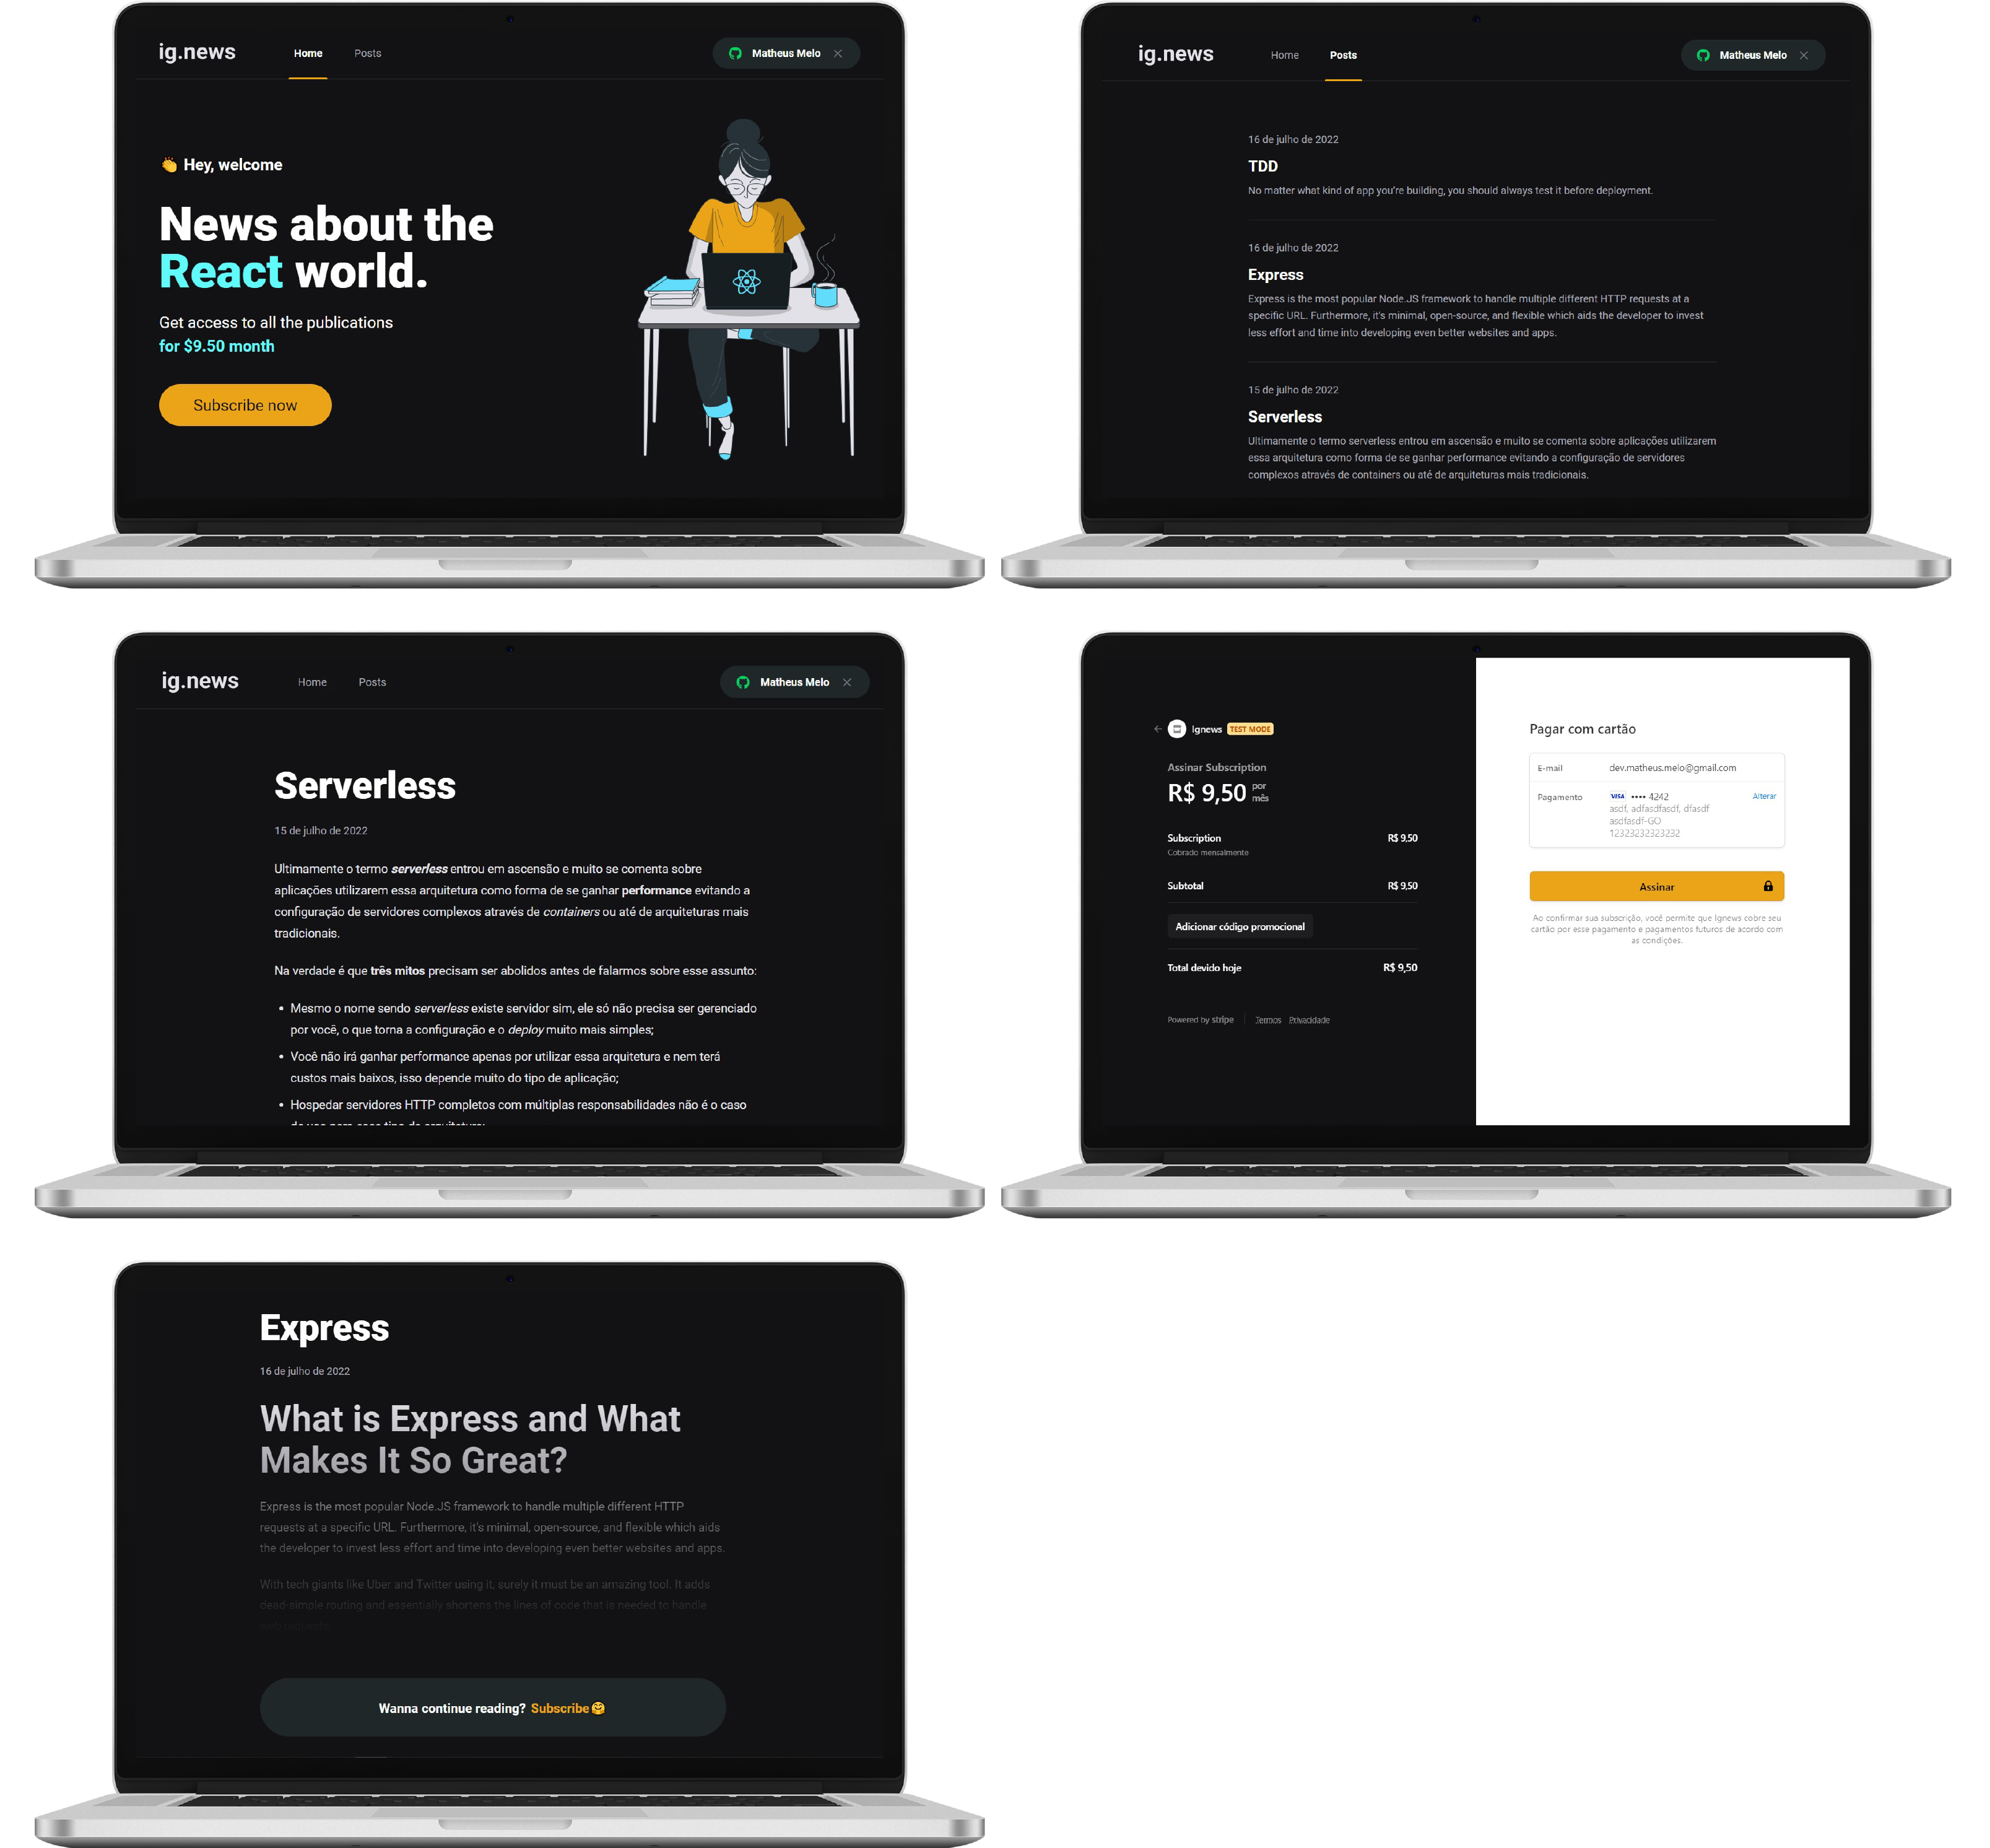 ig.news
Home
Posts
Matheus Melo
👏 Hey, welcome
News about the
React world.
Get access to all the publications
for $9.50 month
Subscribe now
ig.news
Home
Posts
Matheus Melo
16 de julho de 2022
TDD
No matter what kind of app you're building, you should always test it before deployment.
16 de julho de 2022
Express
Express is the most popular Node.JS framework to handle multiple different HTTP requests at a
specific URL. Furthermore, it's minimal, open-source, and flexible which aids the developer to invest
less effort and time into developing even better websites and apps.
15 de julho de 2022
Serverless
Ultimamente o termo serverless entrou em ascensão e muito se comenta sobre aplicações utilizarem
essa arquitetura como forma de se ganhar performance evitando a configuração de servidores
complexos através de containers ou até de arquiteturas mais tradicionais.
ig.news
Home
Posts
Matheus Melo
Serverless
15 de julho de 2022
Ultimamente o termo serverless entrou em ascensão e muito se comenta sobre
aplicações utilizarem essa arquitetura como forma de se ganhar performance evitando a
configuração de servidores complexos através de containers ou até de arquiteturas mais
tradicionais.
Na verdade é que três mitos precisam ser abolidos antes de falarmos sobre esse assunto:
• Mesmo o nome sendo serverless existe servidor sim, ele só não precisa ser gerenciado
por você, o que torna a configuração e o deploy muito mais simples;
• Você não irá ganhar performance apenas por utilizar essa arquitetura e nem terá
custos mais baixos, isso depende muito do tipo de aplicação;
• Hospedar servidores HTTP completos com múltiplas responsabilidades não é o caso
de uso para esse tipo de arquitetura;
Ignews TEST MODE
Assinar Subscription
R$ 9,50 por
mês
Subscription R$ 9,50
Cobrado mensalmente
Subtotal R$ 9,50
Adicionar código promocional
Total devido hoje R$ 9,50
Powered by stripe
Termos
Privacidade
Pagar com cartão
E-mail dev.matheus.melo@gmail.com
Pagamento VISA •••• 4242 Alterar
asdf, adfasdfasdf, dfasdf
asdfasdf-GO
12323232323232
Assinar
Ao confirmar sua subscrição, você permite que Ignews cobre seu
cartão por esse pagamento e pagamentos futuros de acordo com
as condições.
Express
16 de julho de 2022
What is Express and What
Makes It So Great?
Express is the most popular Node.JS framework to handle multiple different HTTP
requests at a specific URL. Furthermore, it's minimal, open-source, and flexible which aids
the developer to invest less effort and time into developing even better websites and apps.
With tech giants like Uber and Twitter using it, surely it must be an amazing tool. It adds
dead-simple routing and essentially shortens the lines of code that is needed to handle
web requests.
Wanna continue reading? Subscribe 🤗